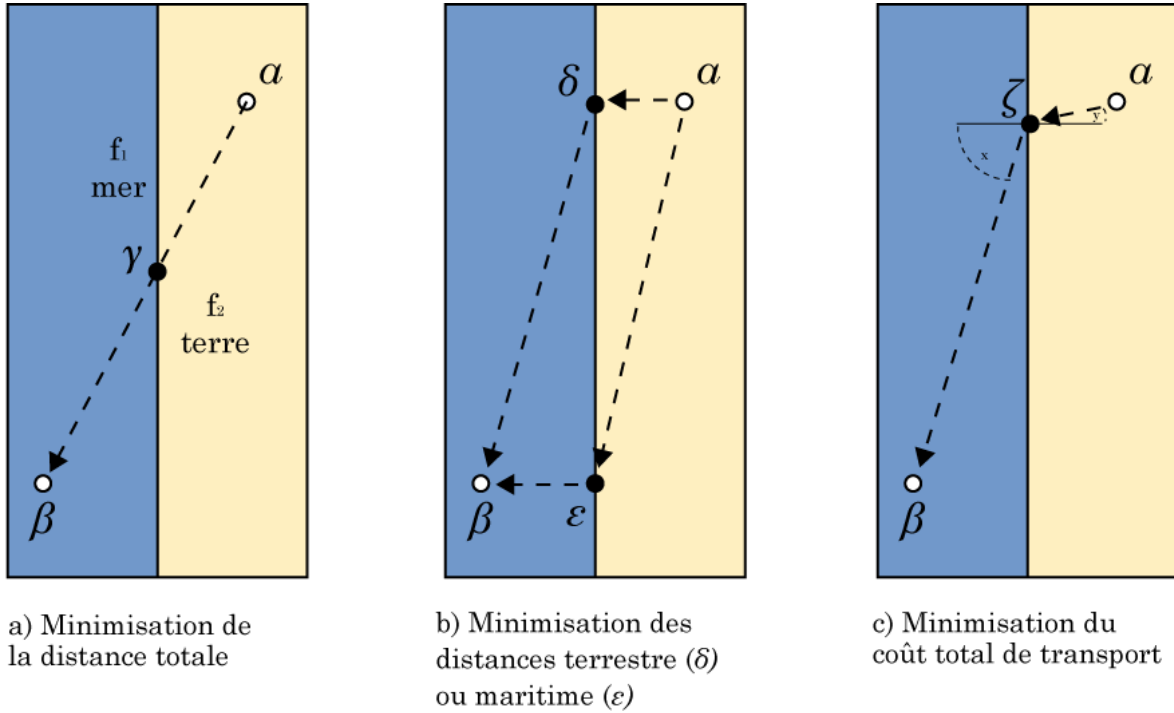 α
f₁
mer
γ
f₂
terre
β
a) Minimisation de
la distance totale
δ
α
β
ε
b) Minimisation des
distances terrestre (δ)
ou maritime (ε)
α
ζ
y
x
β
c) Minimisation du
coût total de transport